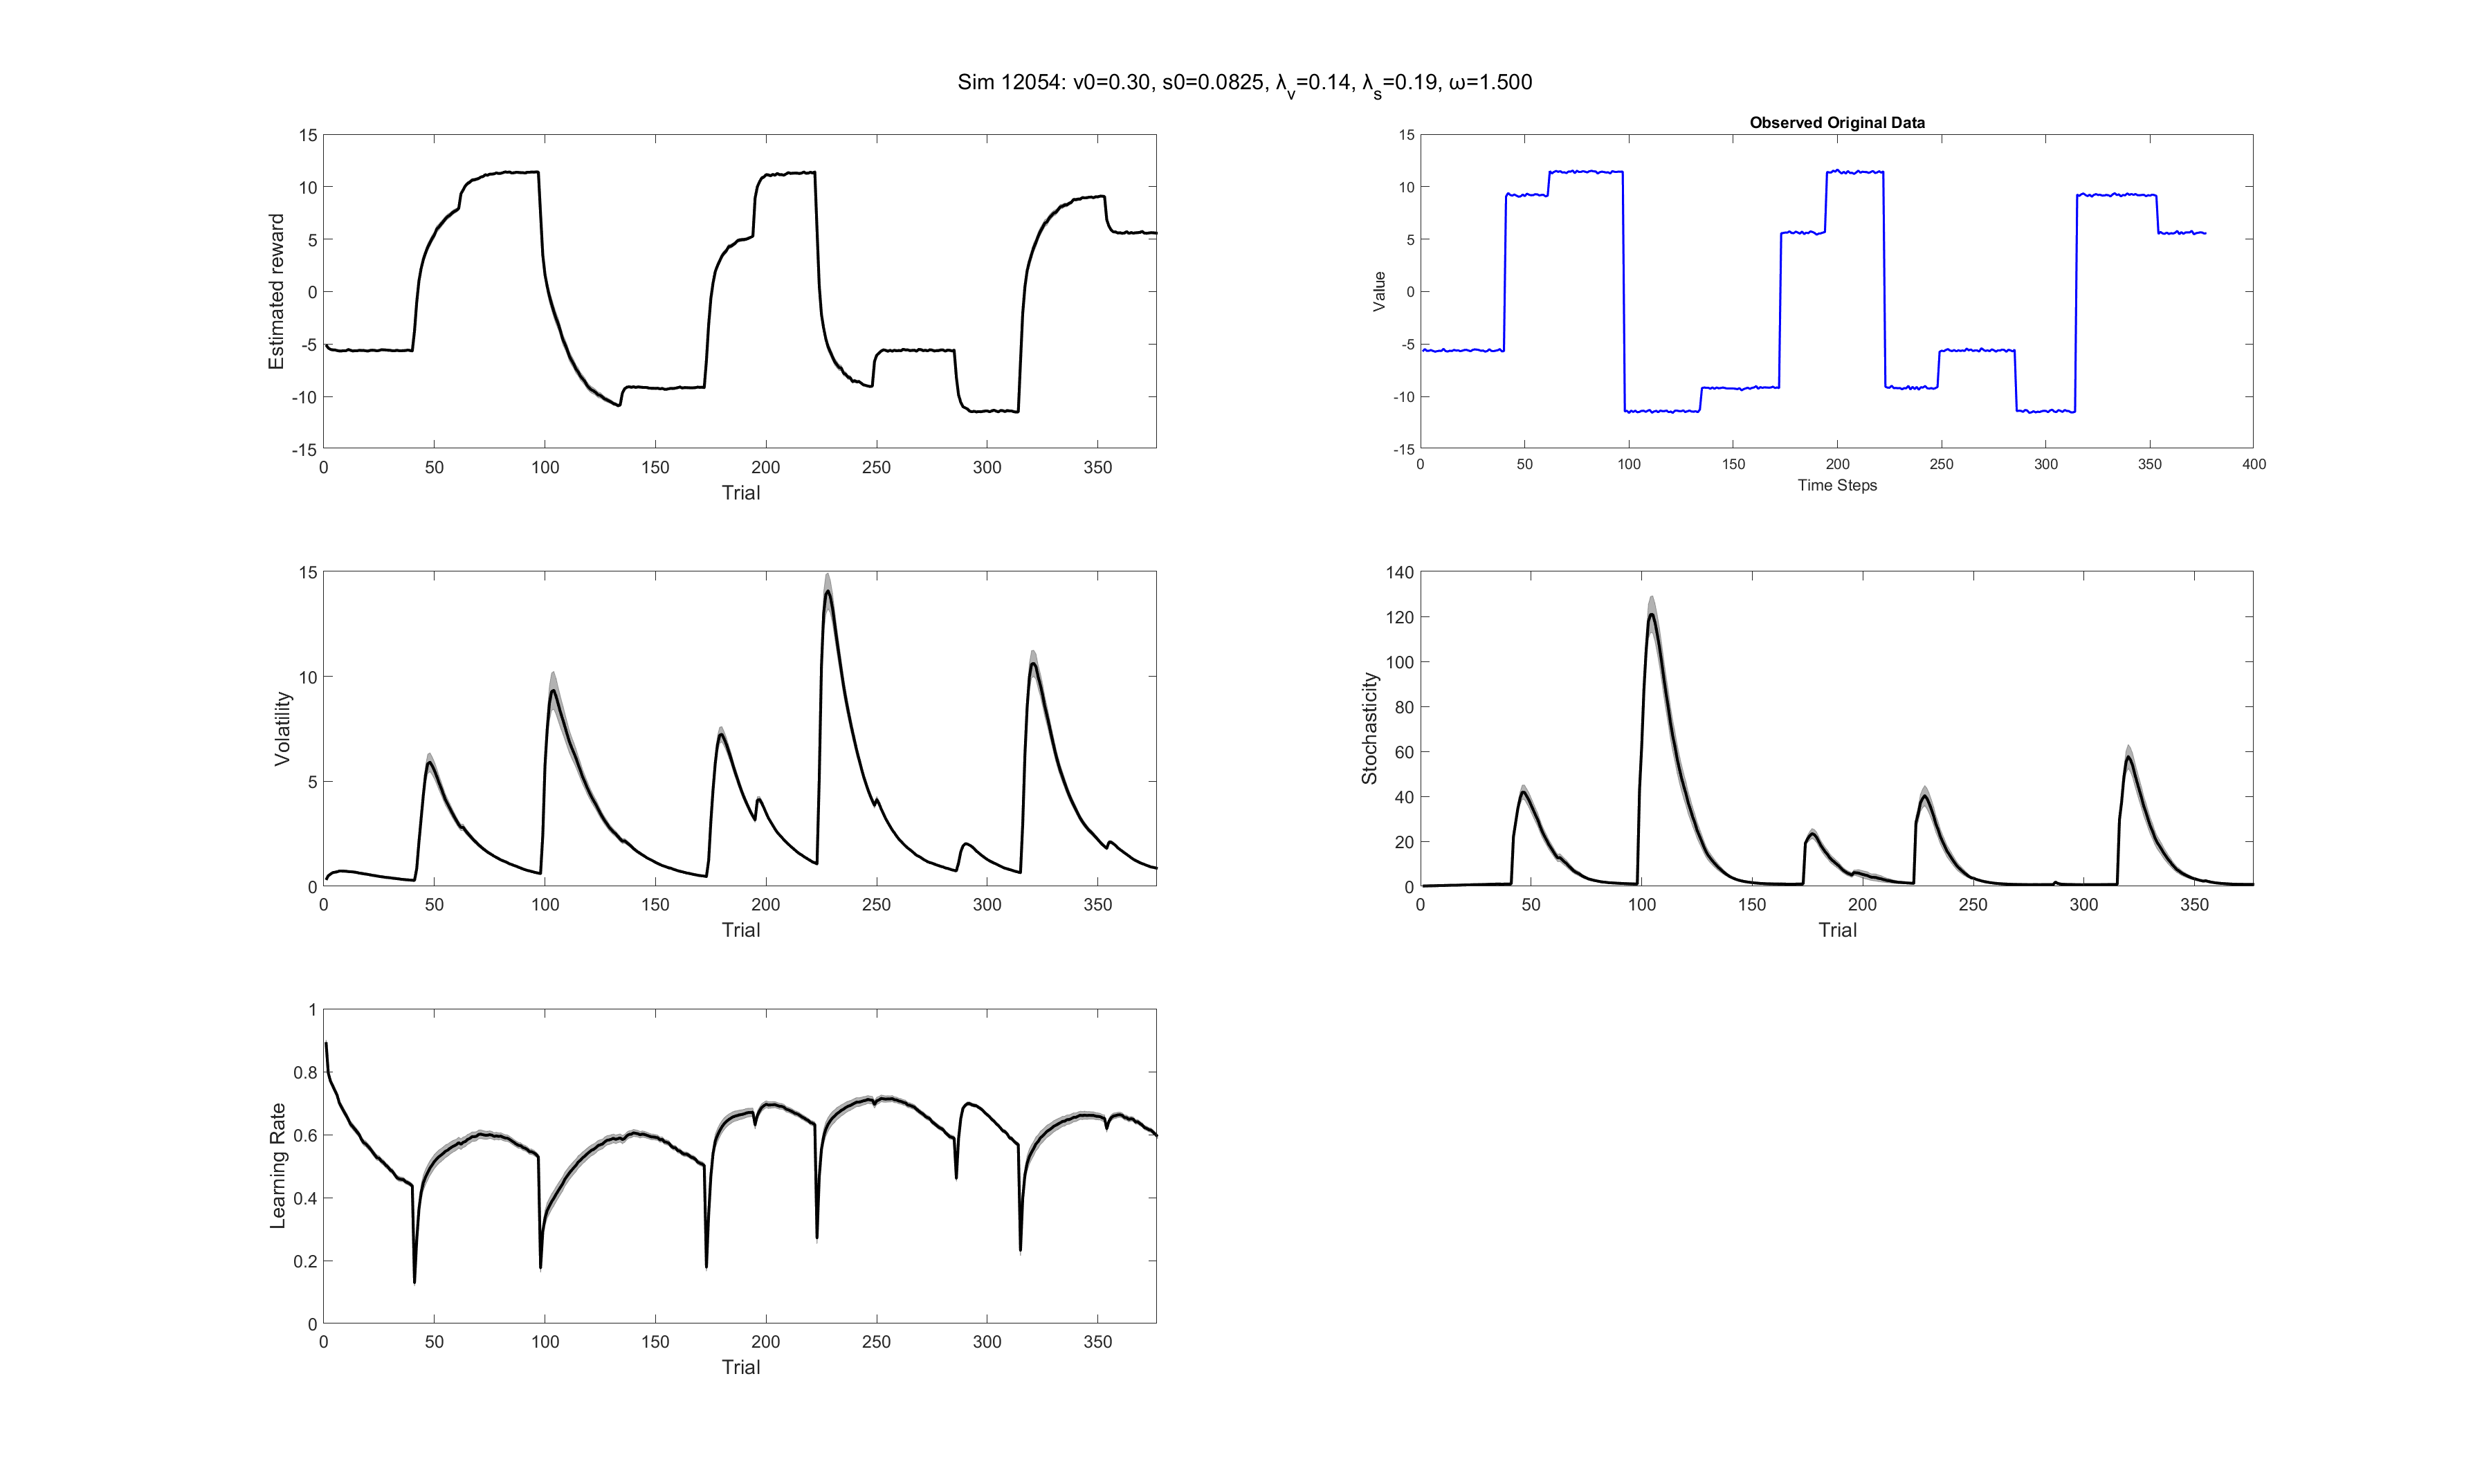 Sim 12054: v0=0.30, s0=0.0825, λv=0.14, λs=0.19, ω=1.500
15
10
5
0
-5
-10
-15
Estimated reward
0 50 100 150 200 250 300 350
Trial
Observed Original Data
15
10
5
0
-5
-10
-15
Value
0 50 100 150 200 250 300 350 400
Time Steps
15
10
5
0
Volatility
0 50 100 150 200 250 300 350
Trial
140
120
100
80
60
40
20
0
Stochasticity
0 50 100 150 200 250 300 350
Trial
1
0.8
0.6
0.4
0.2
0
Learning Rate
0 50 100 150 200 250 300 350
Trial